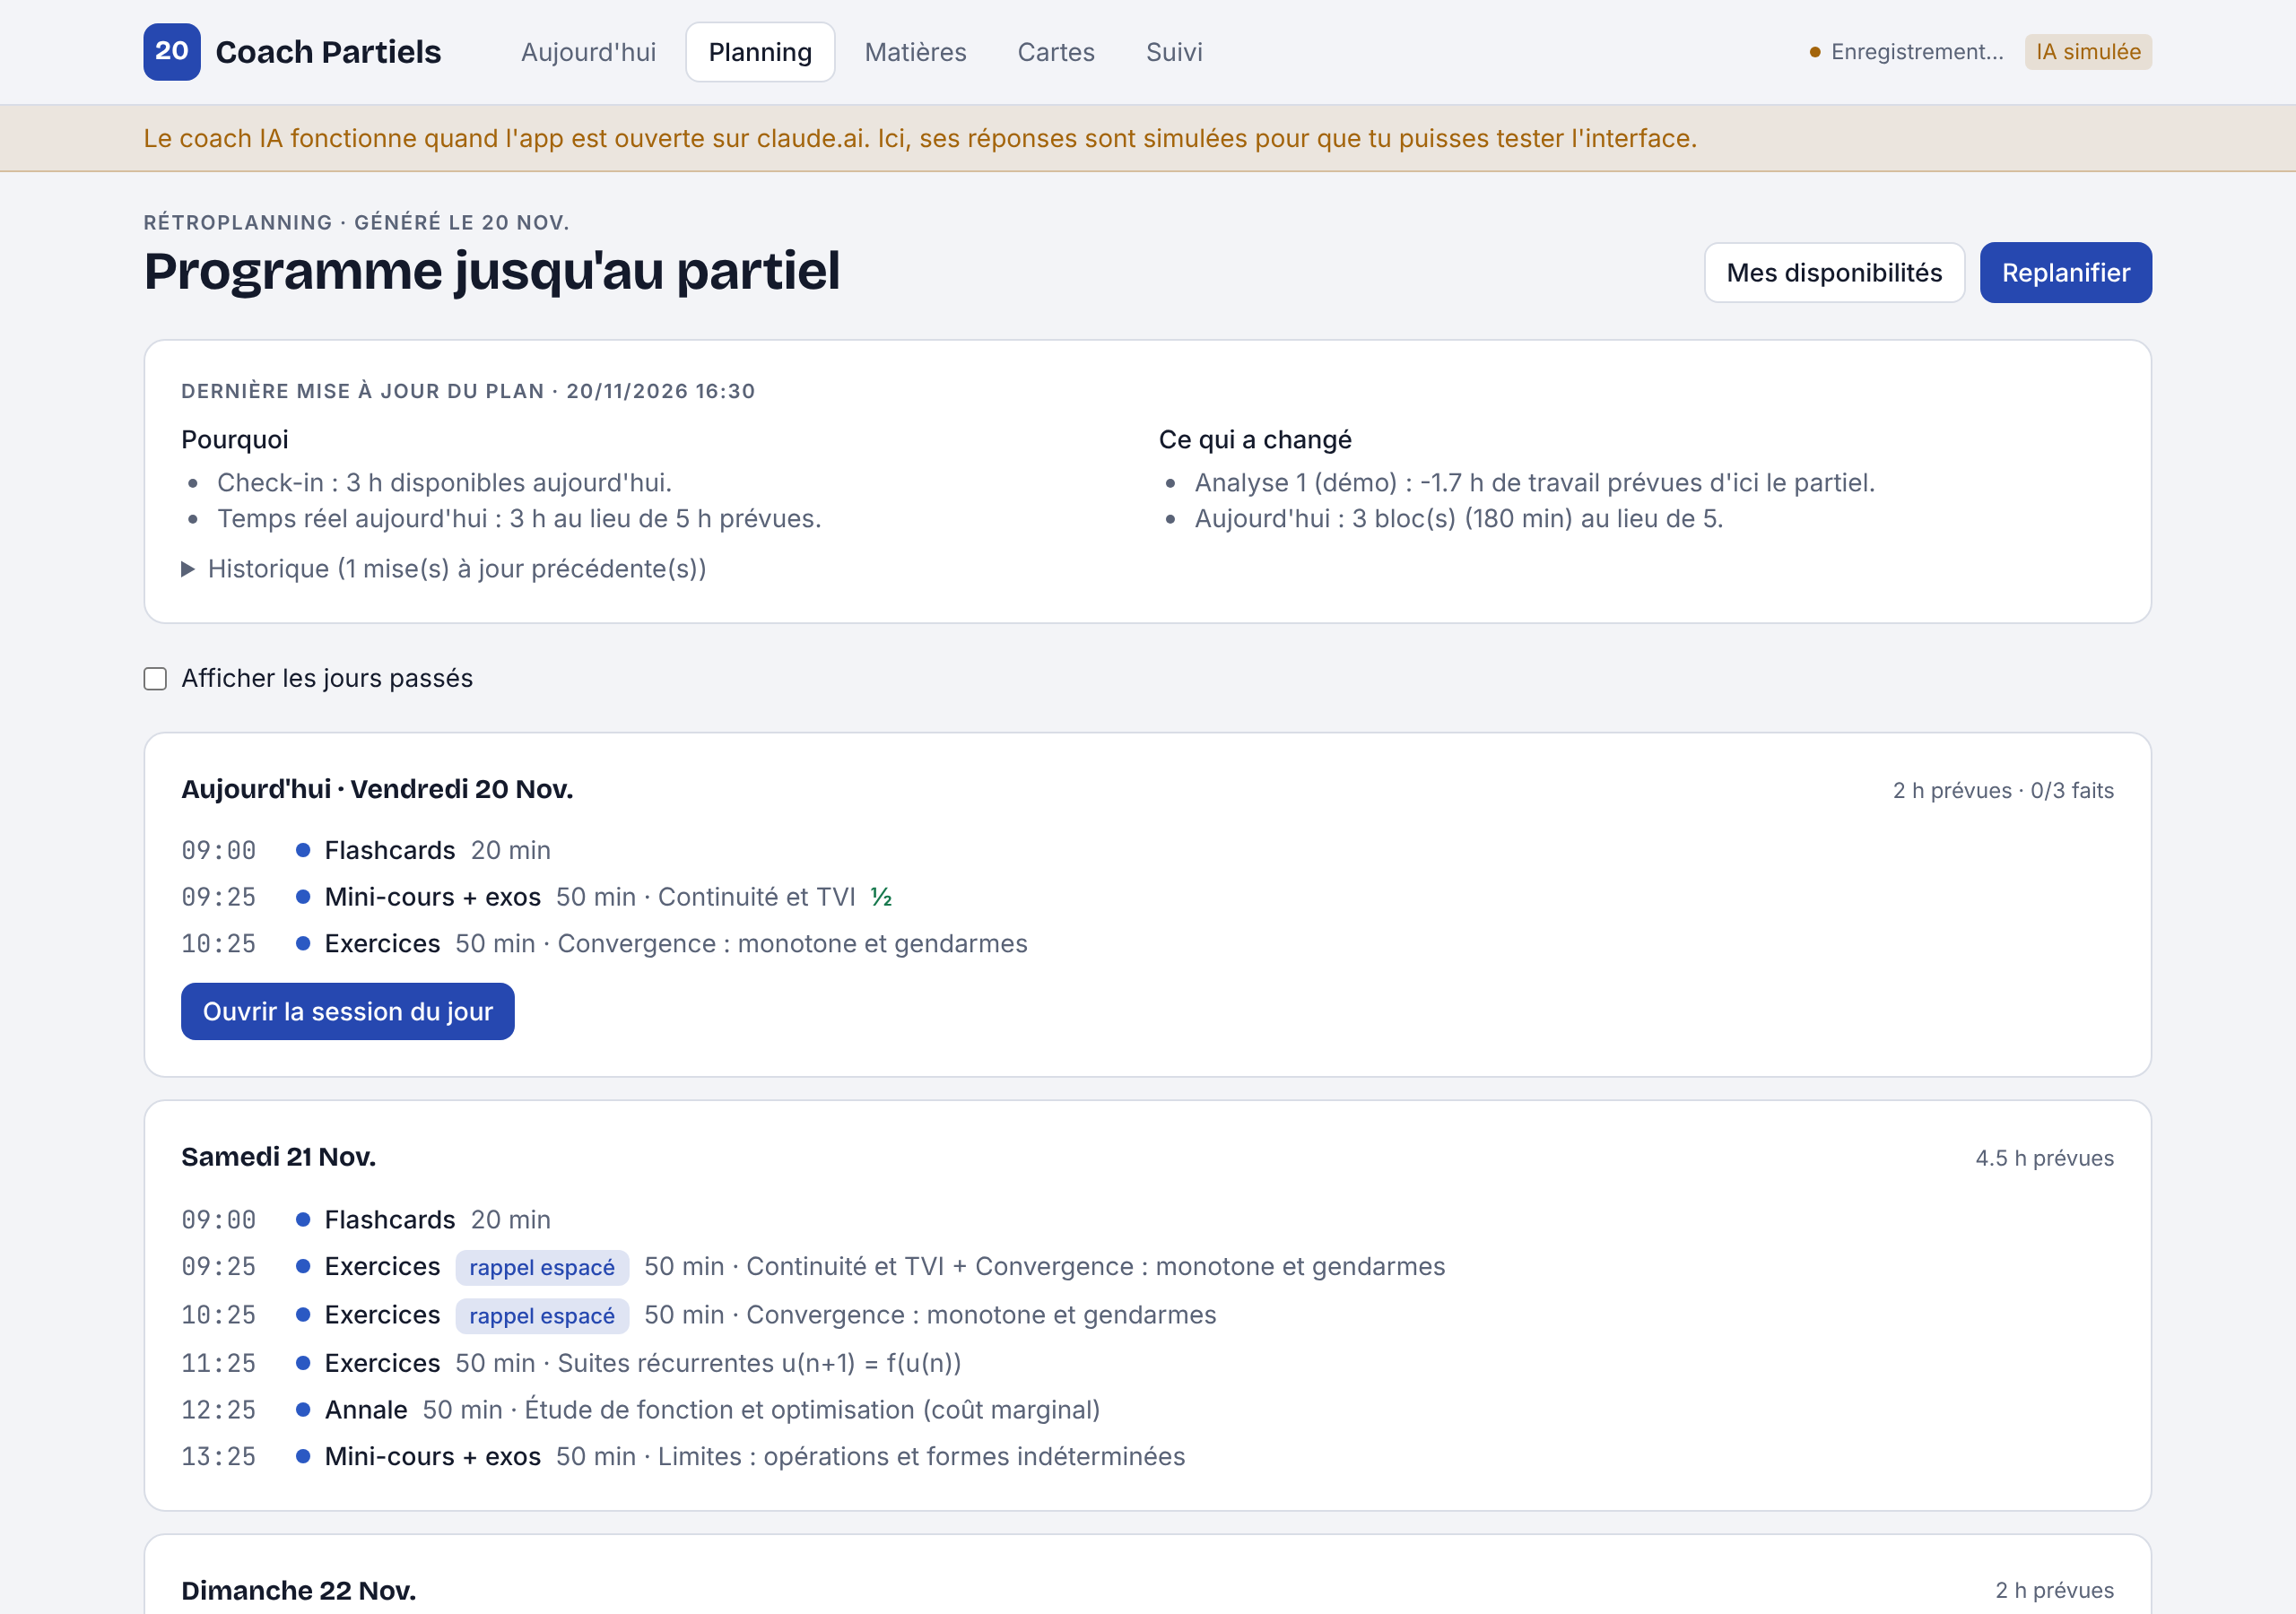 20 Coach Partiels Aujourd'hui Planning Matières Cartes Suivi Enregistrement... IA simulée
Le coach IA fonctionne quand l'app est ouverte sur claude.ai. Ici, ses réponses sont simulées pour que tu puisses tester l'interface.
RÉTROPLANNING · GÉNÉRÉ LE 20 NOV.
Programme jusqu'au partiel
Mes disponibilités Replanifier
DERNIÈRE MISE À JOUR DU PLAN · 20/11/2026 16:30
Pourquoi
• Check-in : 3 h disponibles aujourd'hui.
• Temps réel aujourd'hui : 3 h au lieu de 5 h prévues.
Ce qui a changé
• Analyse 1 (démo) : -1.7 h de travail prévues d'ici le partiel.
• Aujourd'hui : 3 bloc(s) (180 min) au lieu de 5.
▶ Historique (1 mise(s) à jour précédente(s))
Afficher les jours passés
Aujourd'hui · Vendredi 20 Nov. 2 h prévues · 0/3 faits
09:00 Flashcards 20 min
09:25 Mini-cours + exos 50 min · Continuité et TVI ½
10:25 Exercices 50 min · Convergence : monotone et gendarmes
Ouvrir la session du jour
Samedi 21 Nov. 4.5 h prévues
09:00 Flashcards 20 min
09:25 Exercices rappel espacé 50 min · Continuité et TVI + Convergence : monotone et gendarmes
10:25 Exercices rappel espacé 50 min · Convergence : monotone et gendarmes
11:25 Exercices 50 min · Suites récurrentes u(n+1) = f(u(n))
12:25 Annale 50 min · Étude de fonction et optimisation (coût marginal)
13:25 Mini-cours + exos 50 min · Limites : opérations et formes indéterminées
Dimanche 22 Nov. 2 h prévues